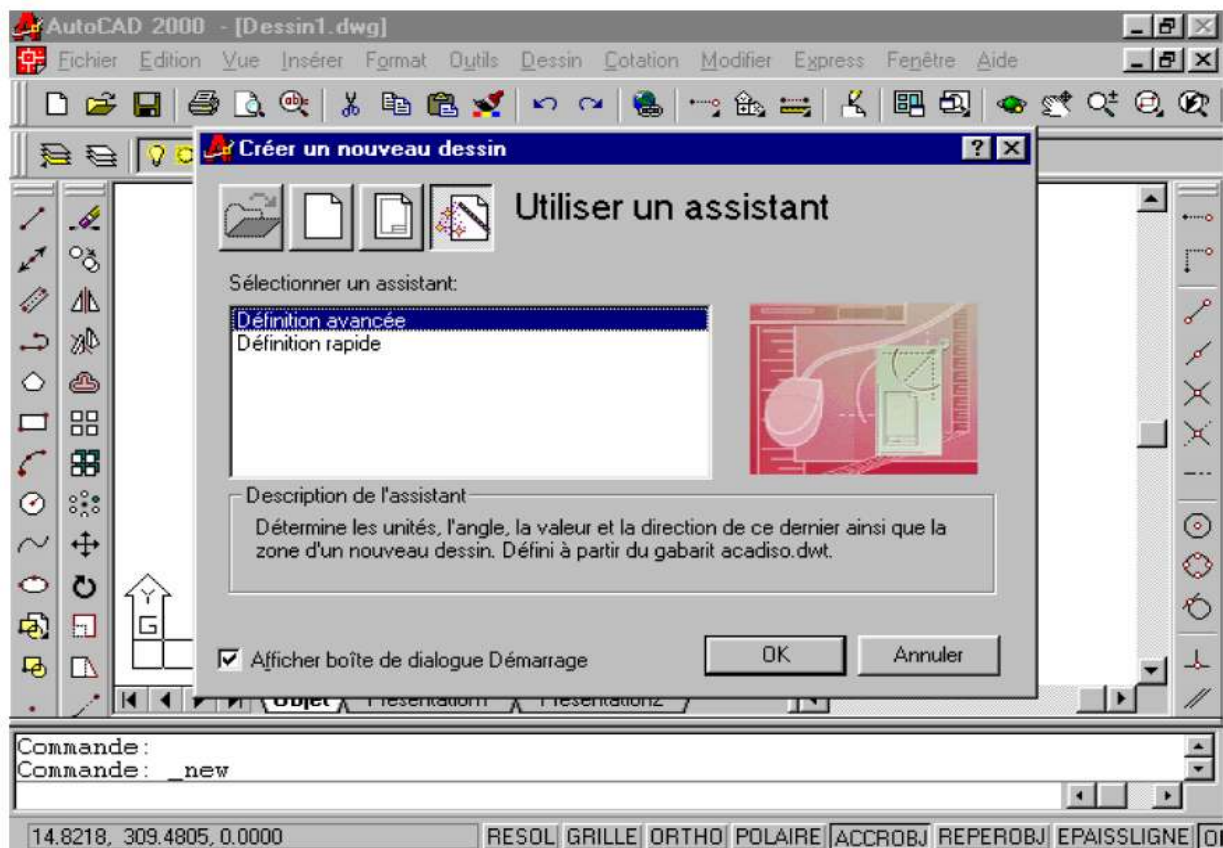 AutoCAD 2000 - [Dessin1.dwg]
Fichier Edition Vue Insérer Format Outils Dessin Cotation Modifier Express Fenêtre Aide
Créer un nouveau dessin
Utiliser un assistant
Sélectionner un assistant:
Définition avancée
Définition rapide
Description de l'assistant
Détermine les unités, l'angle, la valeur et la direction de ce dernier ainsi que la
zone d'un nouveau dessin. Défini à partir du gabarit acadiso.dwt.
Y
G
Afficher boîte de dialogue Démarrage
OK
Annuler
Objet Présentation1 Présentation2
Commande:
Commande: _new
14.8218, 309.4805, 0.0000
RESOL GRILLE ORTHO POLAIRE ACCROBJ REPEROBJ EPAISSLIGNE